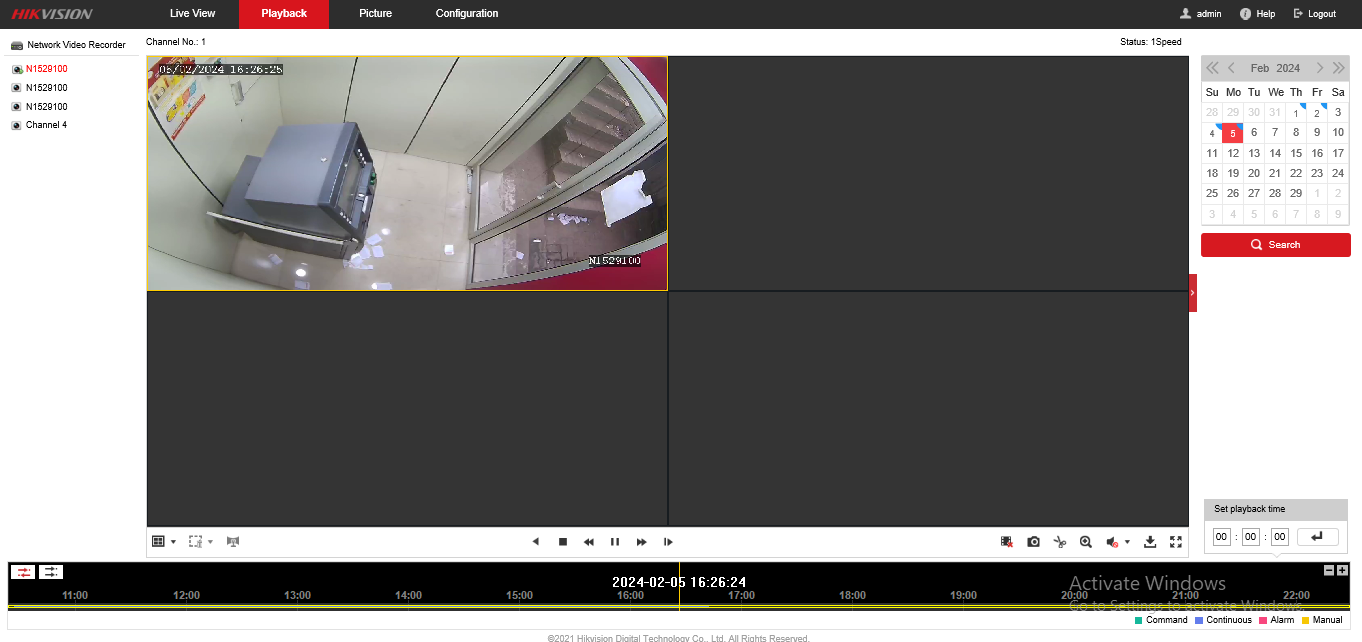 HIKVISION Live View Playback Picture Configuration admin Help Logout
Network Video Recorder
N1529100
N1529100
N1529100
Channel 4
Channel No.: 1 Status: 1Speed
N1529100
Feb 2024
Su Mo Tu We Th Fr Sa
28 29 30 31 1 2 3
4 5 6 7 8 9 10
11 12 13 14 15 16 17
18 19 20 21 22 23 24
25 26 27 28 29 1 2
3 4 5 6 7 8 9
Search
Set playback time
00 : 00 : 00
2024-02-05 16:26:24
11:00 12:00 13:00 14:00 15:00 16:00 17:00 18:00 19:00 20:00 21:00 22:00
Activate Windows
Go to Settings to activate Windows.
Command Continuous Alarm Manual
©2021 Hikvision Digital Technology Co., Ltd. All Rights Reserved.